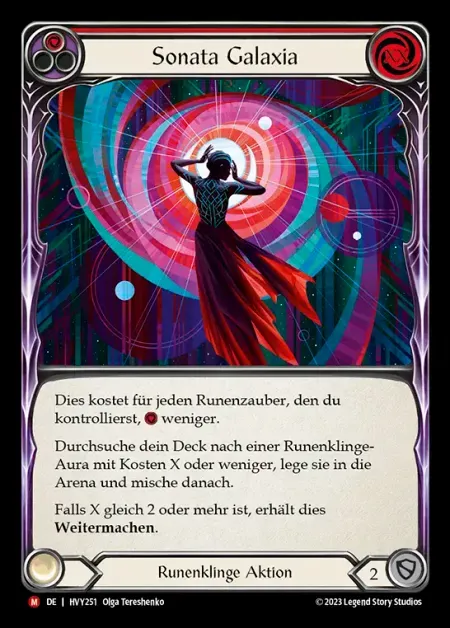 Sonata Galaxia
XX
Dies kostet für jeden Runenzauber, den du
kontrollierst, weniger.
Durchsuche dein Deck nach einer Runenklinge-
Aura mit Kosten X oder weniger, lege sie in die
Arena und mische danach.
Falls X gleich 2 oder mehr ist, erhält dies
Weitermachen.
Runenklinge Aktion
2
M DE | HVY251 Olga Tereshenko
© 2023 Legend Story Studios